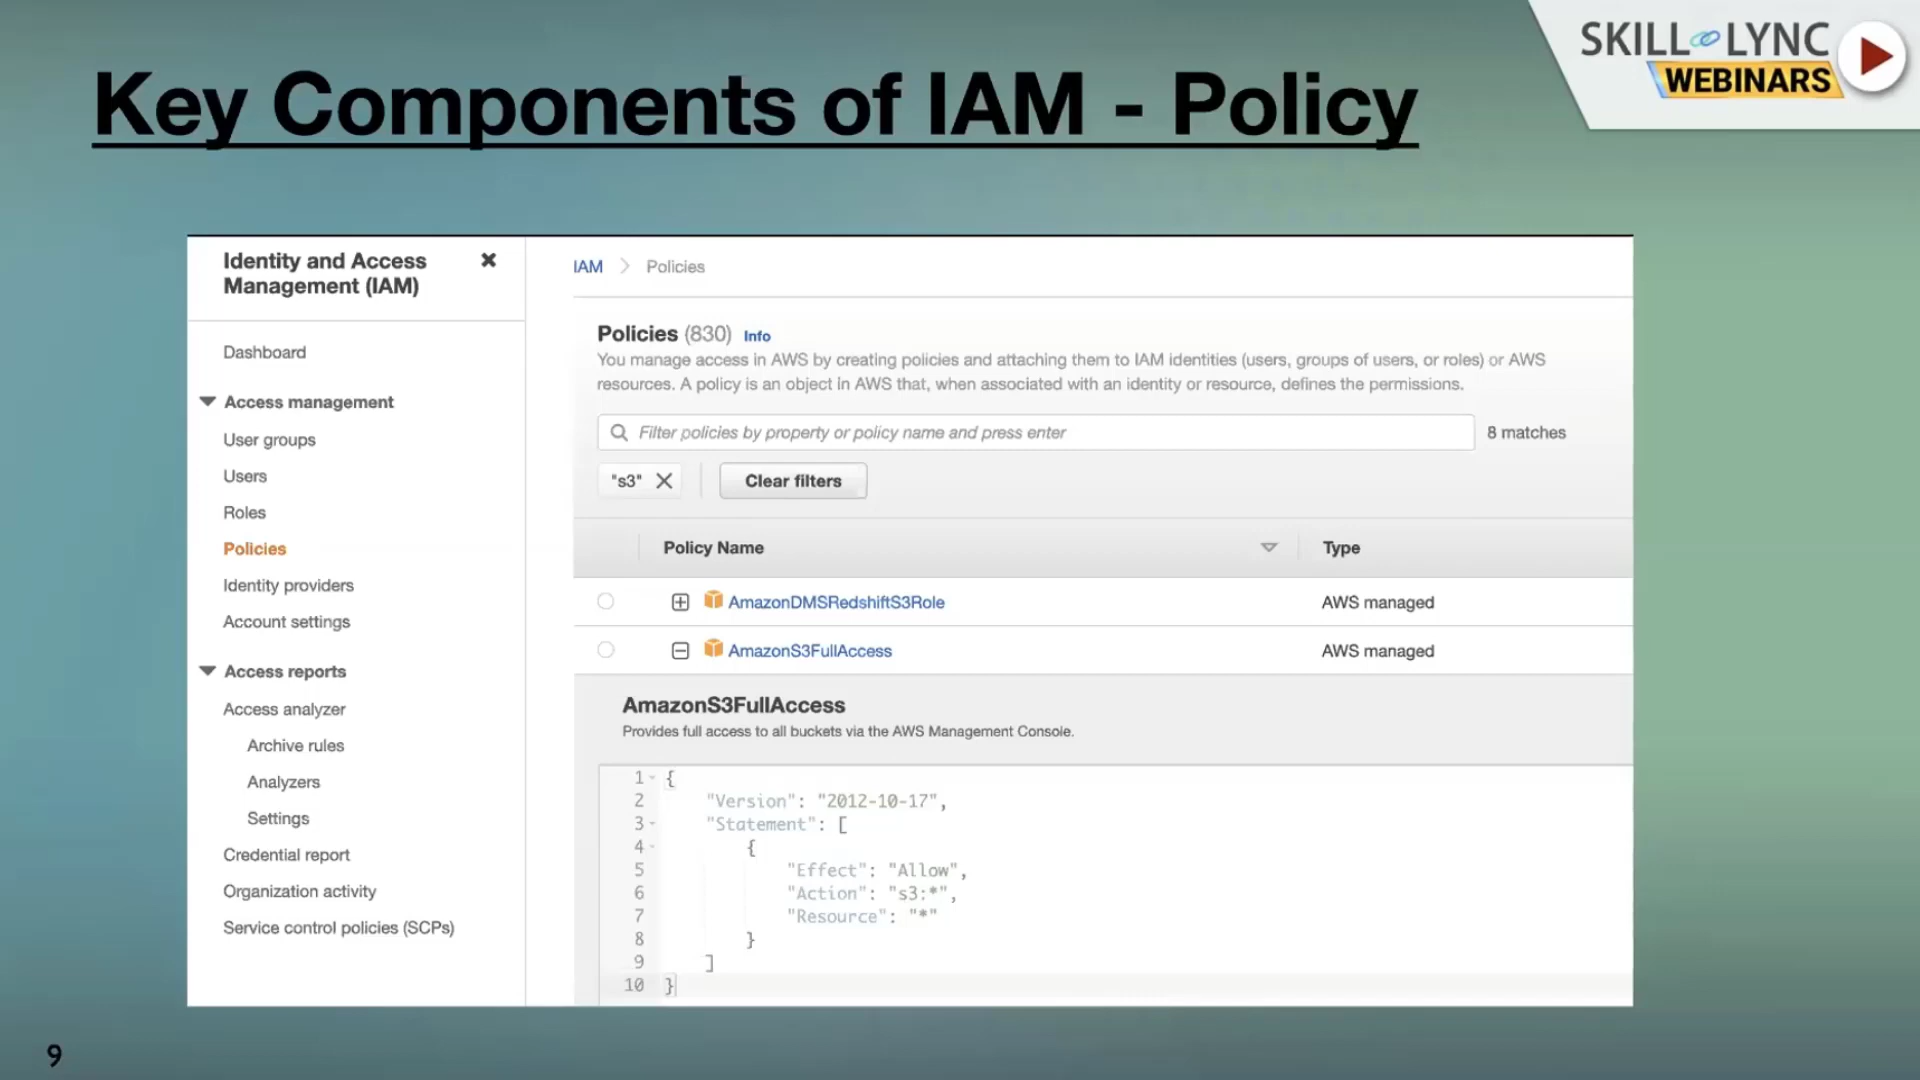 SKILL LYNC
WEBINARS
Key Components of IAM - Policy
Identity and Access
Management (IAM)
Dashboard
Access management
User groups
Users
Roles
Policies
Identity providers
Account settings
Access reports
Access analyzer
Archive rules
Analyzers
Settings
Credential report
Organization activity
Service control policies (SCPs)
IAM > Policies
Policies (830) Info
You manage access in AWS by creating policies and attaching them to IAM identities (users, groups of users, or roles) or AWS
resources. A policy is an object in AWS that, when associated with an identity or resource, defines the permissions.
Filter policies by property or policy name and press enter
8 matches
"s3"
Clear filters
Policy Name Type
AmazonDMSRedshiftS3Role AWS managed
AmazonS3FullAccess AWS managed
AmazonS3FullAccess
Provides full access to all buckets via the AWS Management Console.
1 {
2 "Version": "2012-10-17",
3 "Statement": [
4 {
5 "Effect": "Allow",
6 "Action": "s3:*",
7 "Resource": "*"
8 }
9 ]
10 }
9